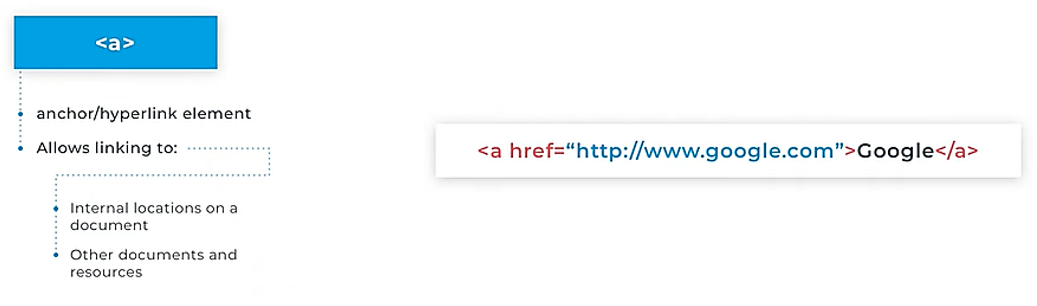 <a>
anchor/hyperlink element
Allows linking to:
Internal locations on a
document
Other documents and
resources
<a href=“http://www.google.com”>Google</a>